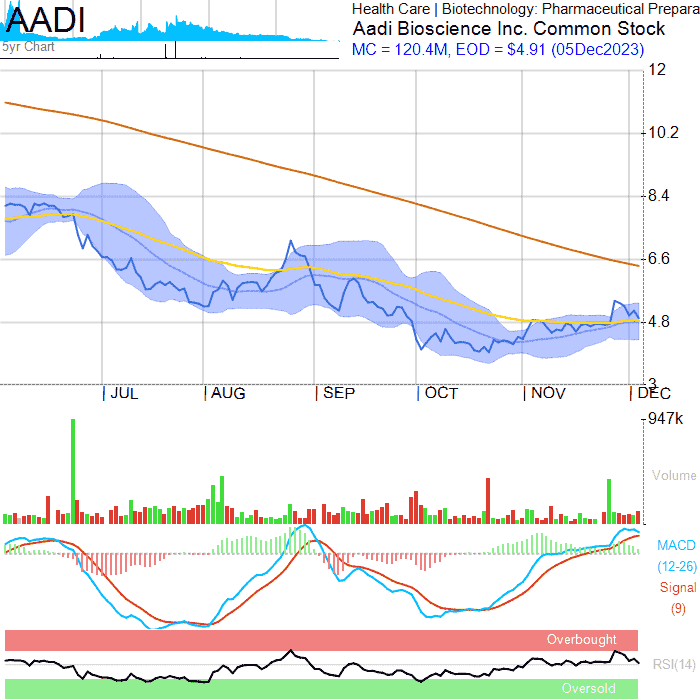 AADI
5yr Chart
Health Care | Biotechnology: Pharmaceutical Prepara
Aadi Bioscience Inc. Common Stock
MC = 120.4M, EOD = $4.91 (05Dec2023)
12
10.2
8.4
6.6
4.8
3
JUL AUG SEP OCT NOV DEC
947k
Volume
MACD
(12-26)
Signal
(9)
Overbought
RSI(14)
Oversold